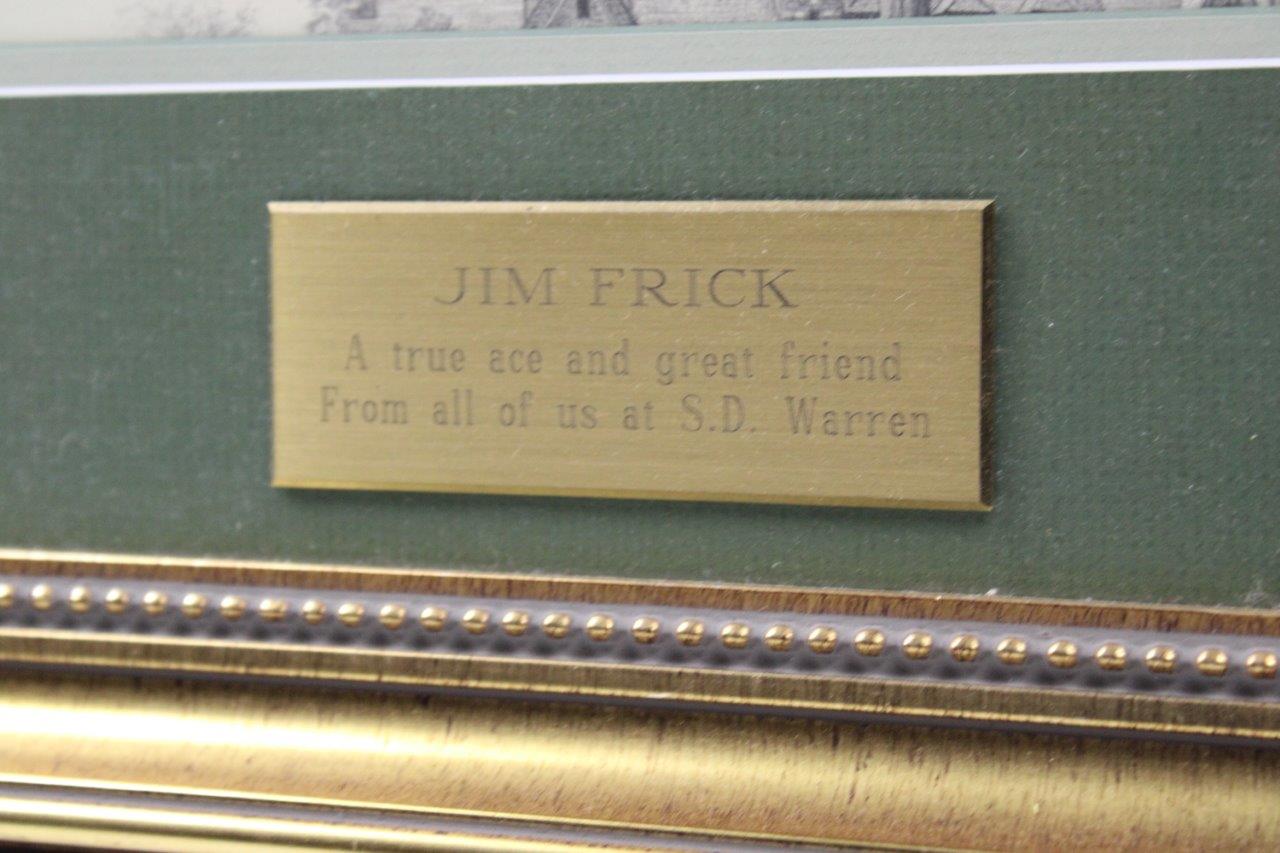 JIM FRICK
A true ace and great friend
From all of us at S.D. Warren